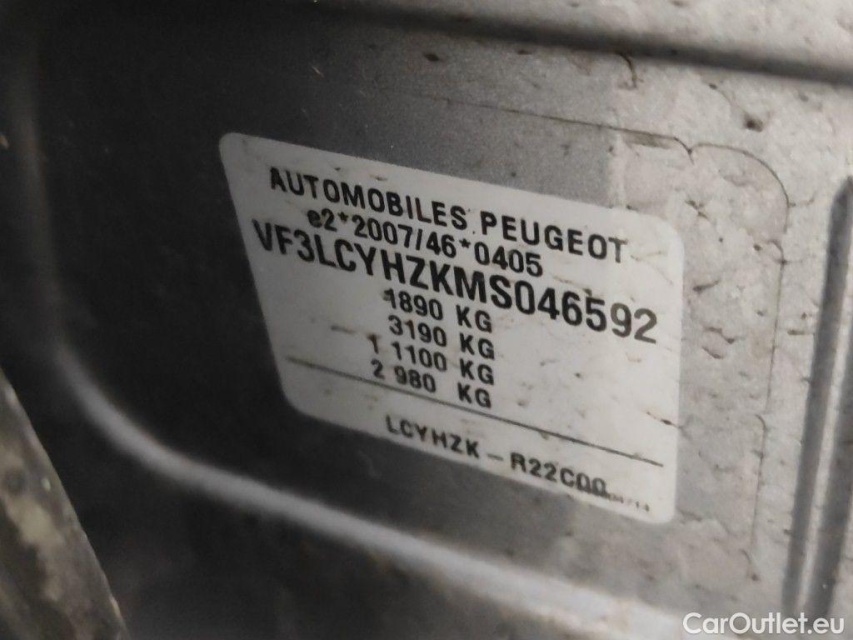 AUTOMOBILES PEUGEOT
e2*2007/46*0405
VF3LCYHZKMS046592
1890 KG
3190 KG
1 1100 KG
2 980 KG
LCYHZK - R22C00
CarOutlet.eu